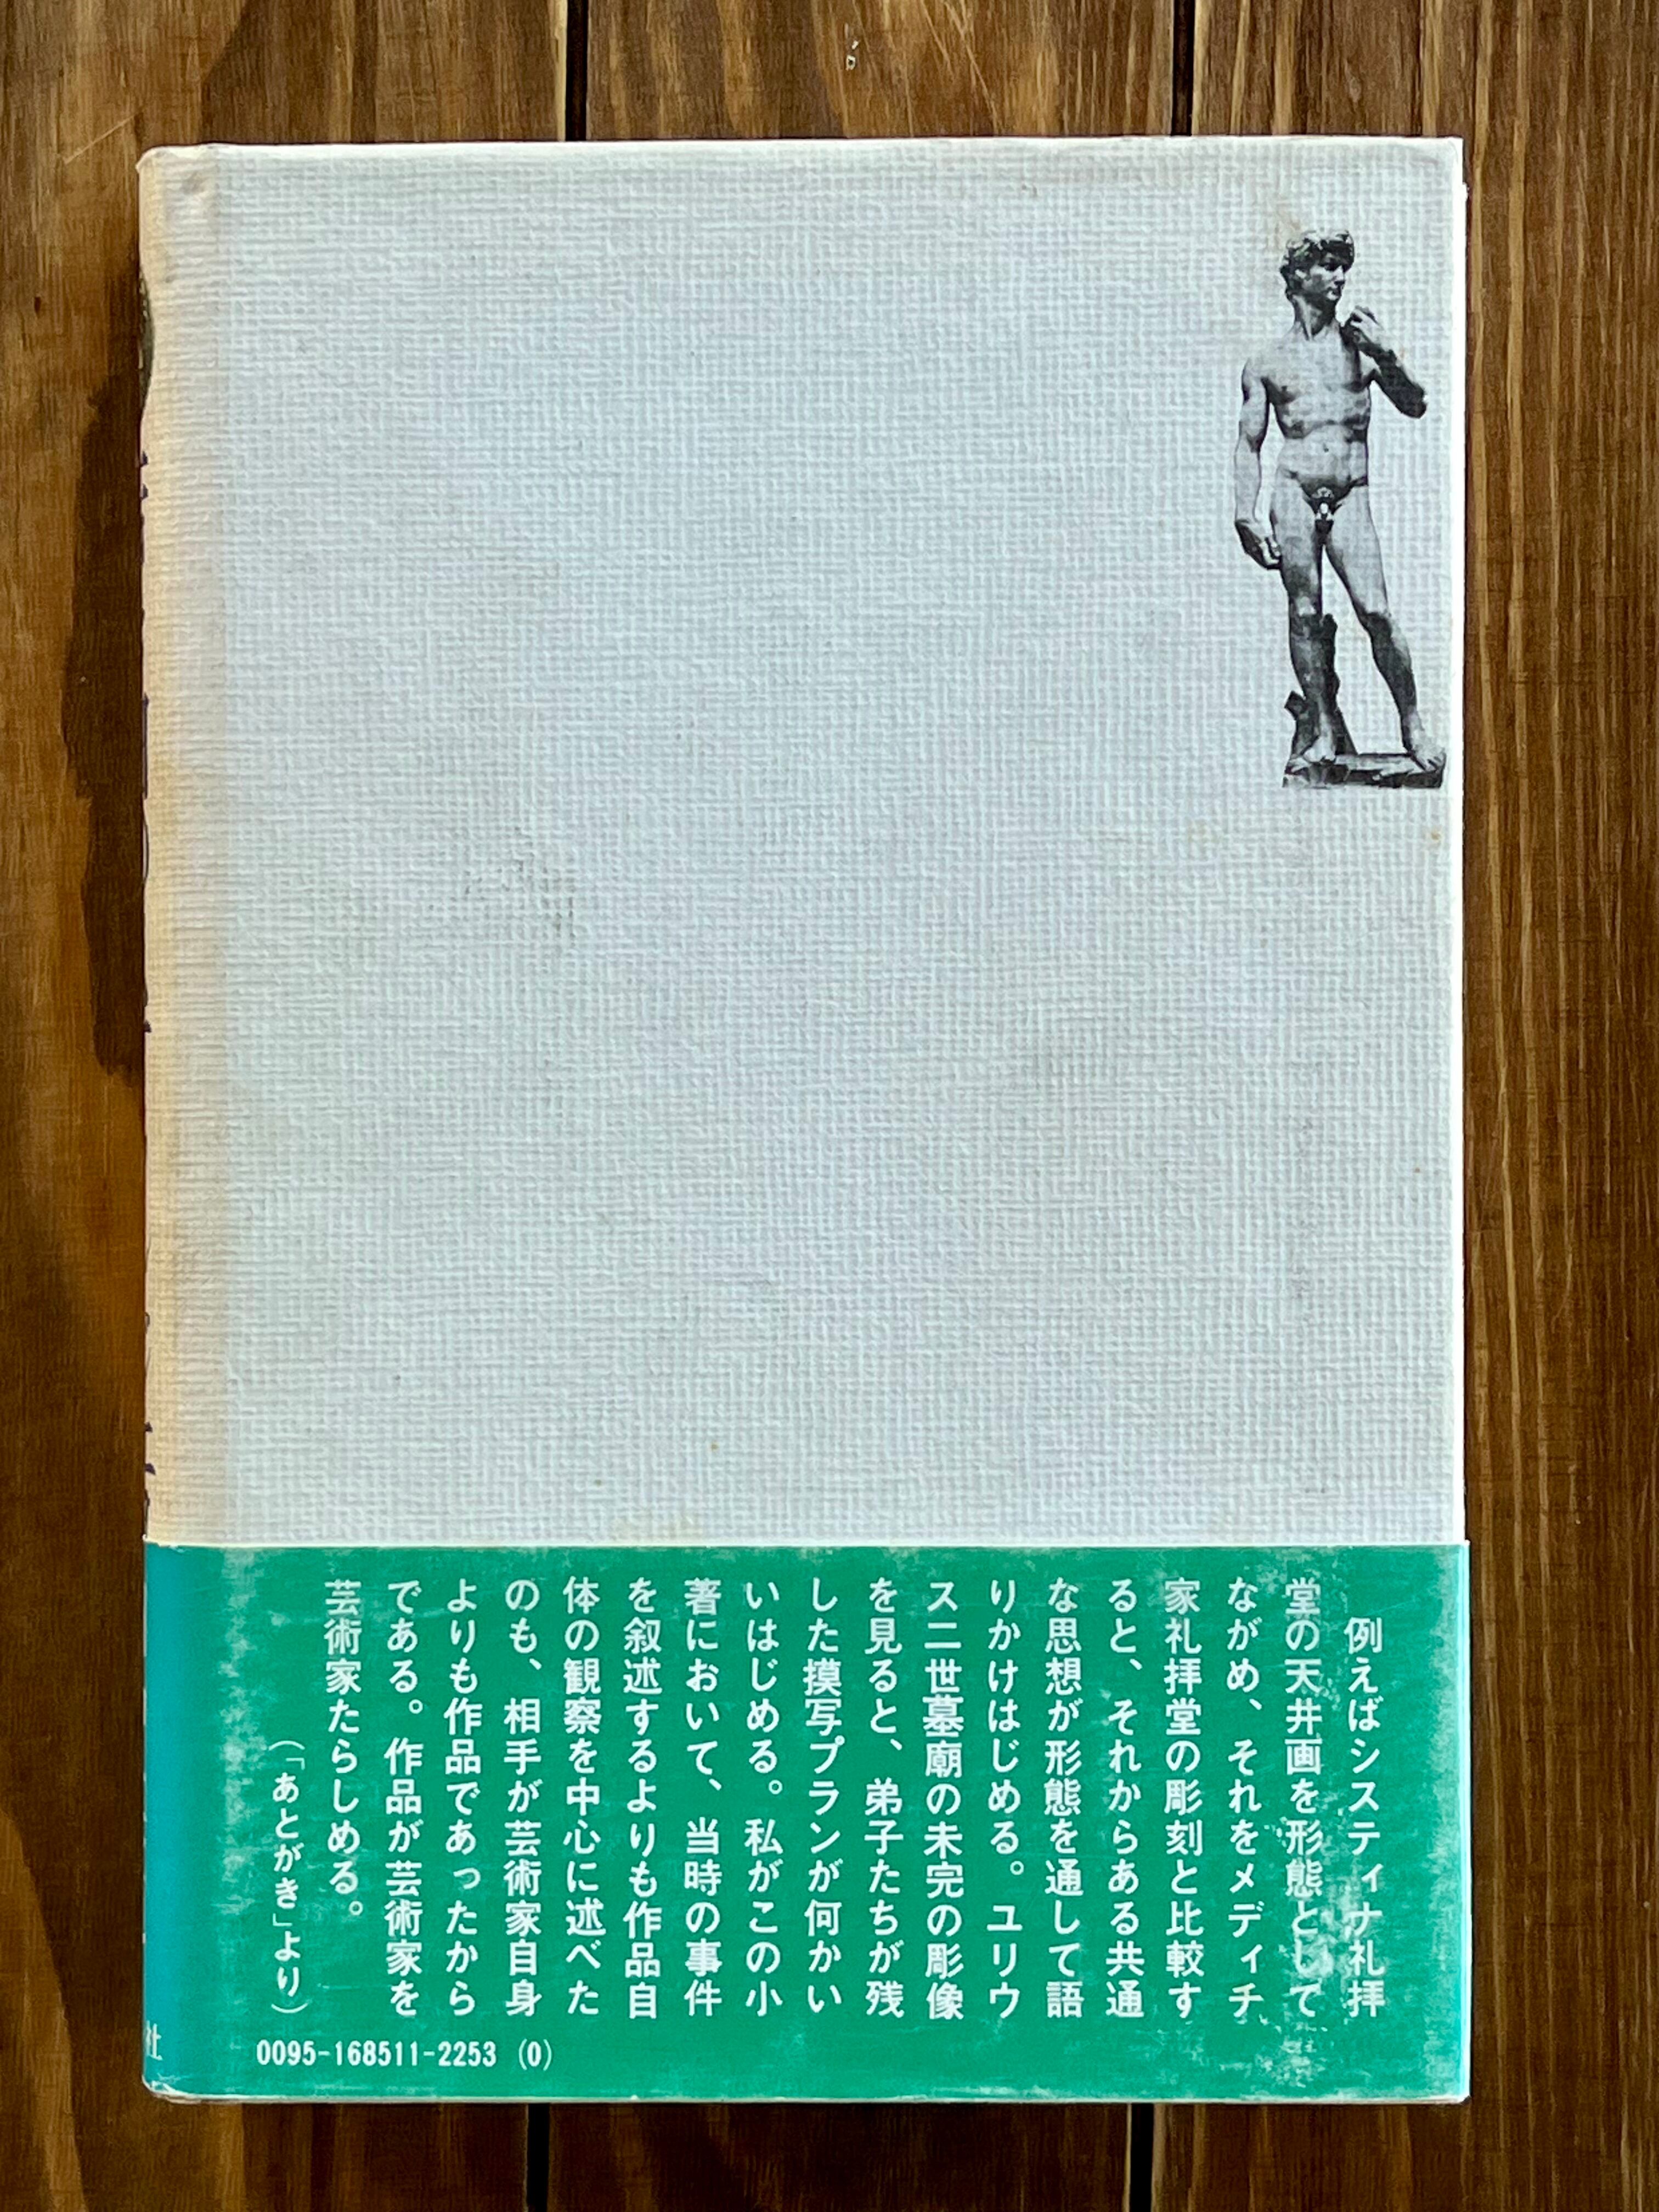 例えばシスティナ礼拝
堂の天井画を形態として
ながめ、それをメディチ
家礼拝堂の彫刻と比較す
ると、それからある共通
な思想が形態を通して語
りかけはじめる。ユリウ
ス二世墓廟の未完の彫像
を見ると、弟子たちが残
した摸写プランが何かい
いはじめる。私がこの小
著において、当時の事件
を叙述するよりも作品自
体の観察を中心に述べた
のも、相手が芸術家自身
よりも作品であったから
である。作品が芸術家を
芸術家たらしめる。
（「あとがき」より）
0095-168511-2253 (0)
社